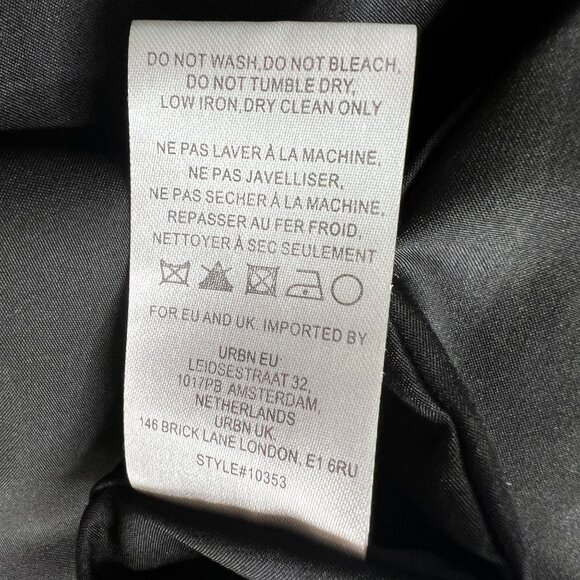 DO NOT WASH,DO NOT BLEACH,
DO NOT TUMBLE DRY,
LOW IRON,DRY CLEAN ONLY
NE PAS LAVER À LA MACHINE,
NE PAS JAVELLISER,
NE PAS SECHER À LA MACHINE,
REPASSER AU FER FROID.
NETTOYER À SEC SEULEMENT
FOR EU AND UK: IMPORTED BY
URBN EU:
LEIDSESTRAAT 32,
1017PB AMSTERDAM,
NETHERLANDS
URBN UK:
146 BRICK LANE LONDON, E1 6RU
STYLE#10353